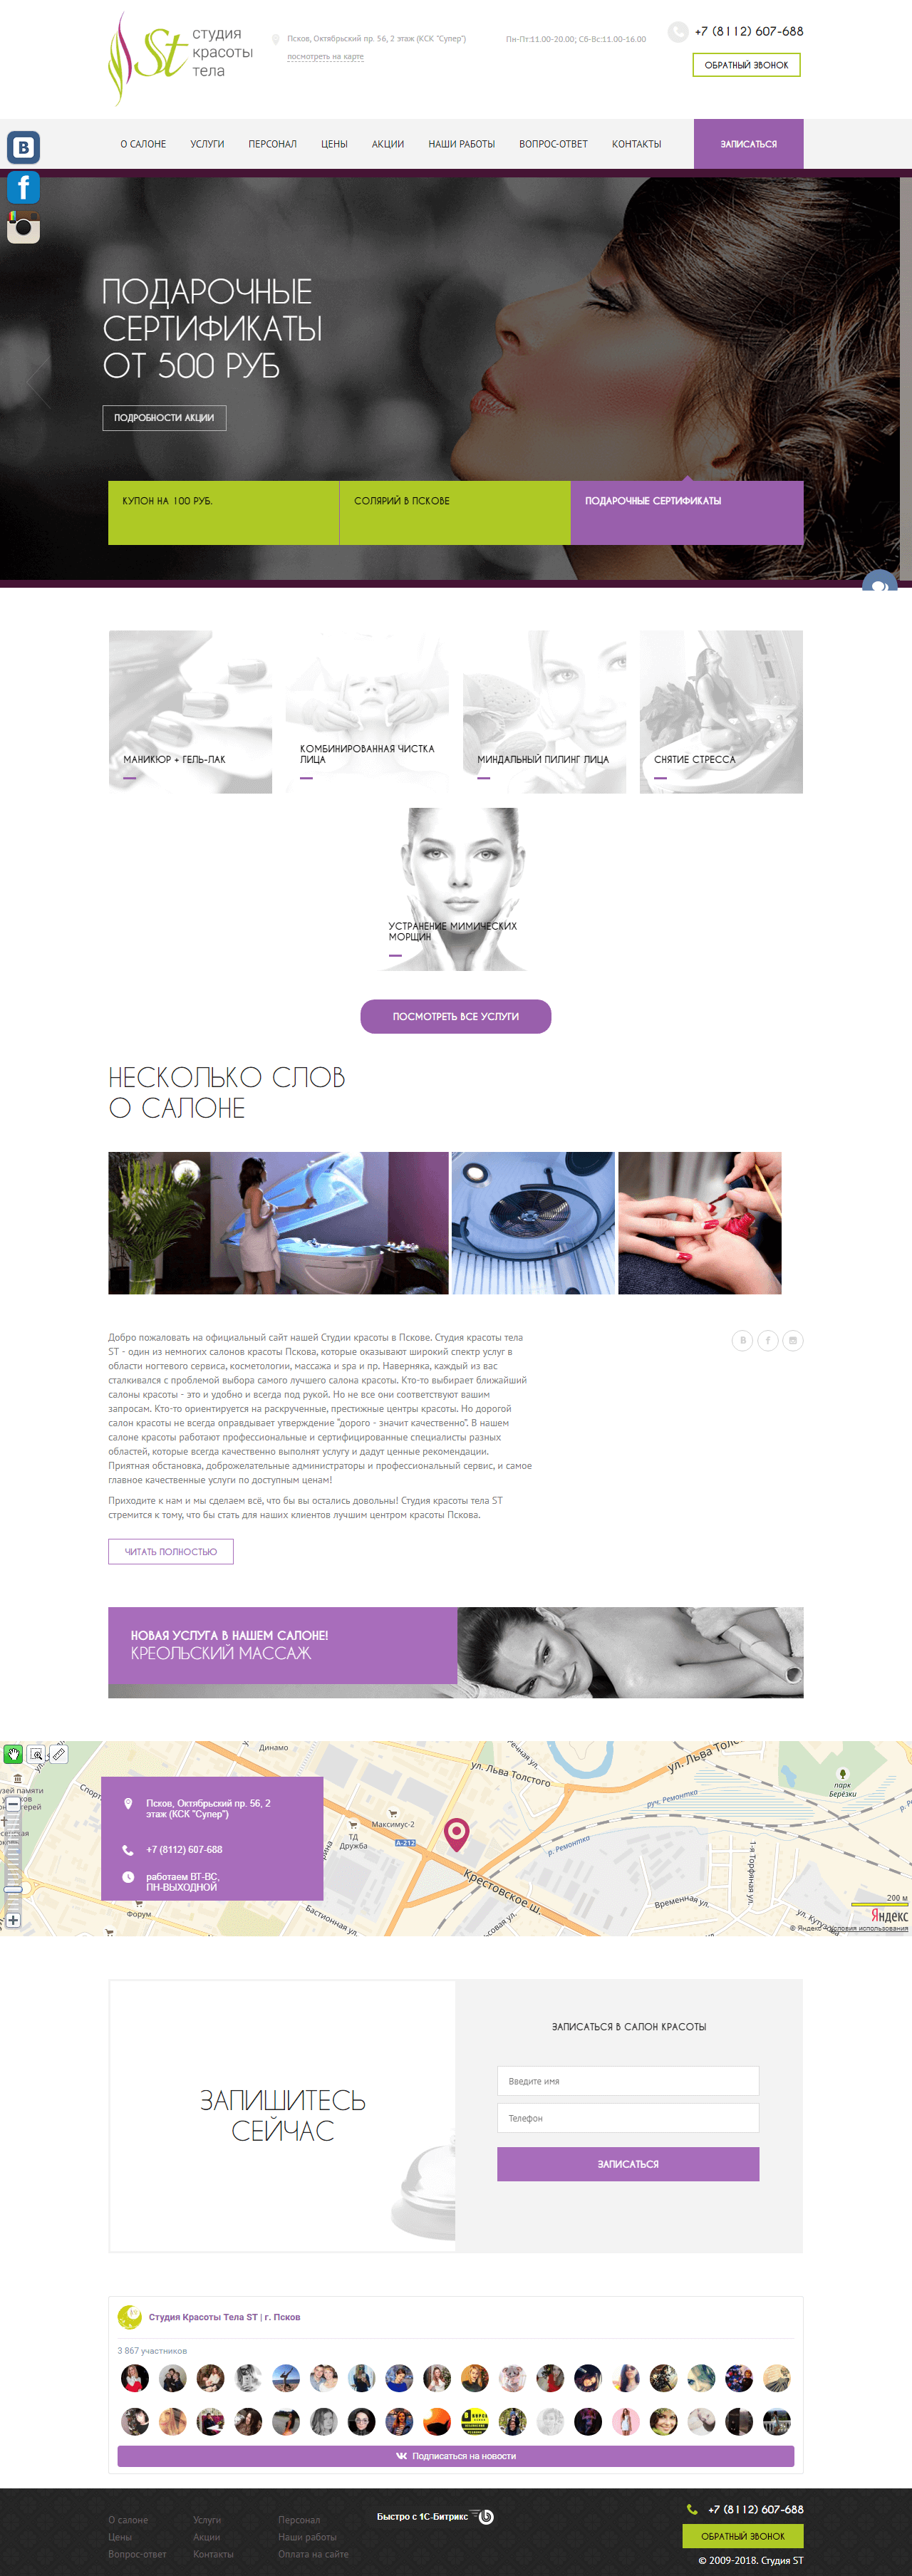 St студия
красоты
тела
Псков, Октябрьский пр. 56, 2 этаж (КСК "Супер")
посмотреть на карте
Пн-Пт:11.00-20.00; Сб-Вс:11.00-16.00
+7 (8112) 607-688
ОБРАТНЫЙ ЗВОНОК
О САЛОНЕ УСЛУГИ ПЕРСОНАЛ ЦЕНЫ АКЦИИ НАШИ РАБОТЫ ВОПРОС-ОТВЕТ КОНТАКТЫ ЗАПИСАТЬСЯ
ПОДАРОЧНЫЕ
СЕРТИФИКАТЫ
ОТ 500 РУБ
ПОДРОБНОСТИ АКЦИИ
КУПОН НА 100 РУБ. СОЛЯРИЙ В ПСКОВЕ ПОДАРОЧНЫЕ СЕРТИФИКАТЫ
МАНИКЮР + ГЕЛЬ-ЛАК
КОМБИНИРОВАННАЯ ЧИСТКА
ЛИЦА
МИНДАЛЬНЫЙ ПИЛИНГ ЛИЦА
СНЯТИЕ СТРЕССА
УСТРАНЕНИЕ МИМИЧЕСКИХ
МОРЩИН
ПОСМОТРЕТЬ ВСЕ УСЛУГИ
НЕСКОЛЬКО СЛОВ
О САЛОНЕ
Добро пожаловать на официальный сайт нашей Студии красоты в Пскове. Студия красоты тела
ST - один из немногих салонов красоты Пскова, которые оказывают широкий спектр услуг в
области ногтевого сервиса, косметологии, массажа и spa и пр. Наверняка, каждый из вас
сталкивался с проблемой выбора самого лучшего салона красоты. Кто-то выбирает ближайший
салоны красоты - это и удобно и всегда под рукой. Но не все они соответствуют вашим
запросам. Кто-то ориентируется на раскрученные, престижные центры красоты. Но дорогой
салон красоты не всегда оправдывает утверждение "дорого - значит качественно". В нашем
салоне красоты работают профессиональные и сертифицированные специалисты разных
областей, которые всегда качественно выполнят услугу и дадут ценные рекомендации.
Приятная обстановка, доброжелательные администраторы и профессиональный сервис, и самое
главное качественные услуги по доступным ценам!
Приходите к нам и мы сделаем всё, что бы вы остались довольны! Студия красоты тела ST
стремится к тому, что бы стать для наших клиентов лучшим центром красоты Пскова.
ЧИТАТЬ ПОЛНОСТЬЮ
НОВАЯ УСЛУГА В НАШЕМ САЛОНЕ!
КРЕОЛЬСКИЙ МАССАЖ
Динамо
ул. Льва Толстого
ул. Льва Толс
парк
Берёзки
руч. Ремонтка
р. Ремонтка
Максимус-2
ТД
Дружба
А-212
Крестовское ш.
1-я Торфяная ул.
Временная ул.
Бастионная ул.
Форум
Псков, Октябрьский пр. 56, 2
этаж (КСК "Супер")
+7 (8112) 607-688
работаем ВТ-ВС,
ПН-ВЫХОДНОЙ
200 м
Яндекс
© Яндекс Условия использования
ЗАПИШИТЕСЬ
СЕЙЧАС
ЗАПИСАТЬСЯ В САЛОН КРАСОТЫ
Введите имя
Телефон
ЗАПИСАТЬСЯ
Студия Красоты Тела ST | г. Псков
3 867 участников
Подписаться на новости
О салоне Услуги Персонал
Цены Акции Наши работы
Вопрос-ответ Контакты Оплата на сайте
Быстро с 1С-Битрикс
+7 (8112) 607-688
ОБРАТНЫЙ ЗВОНОК
© 2009-2018. Студия ST